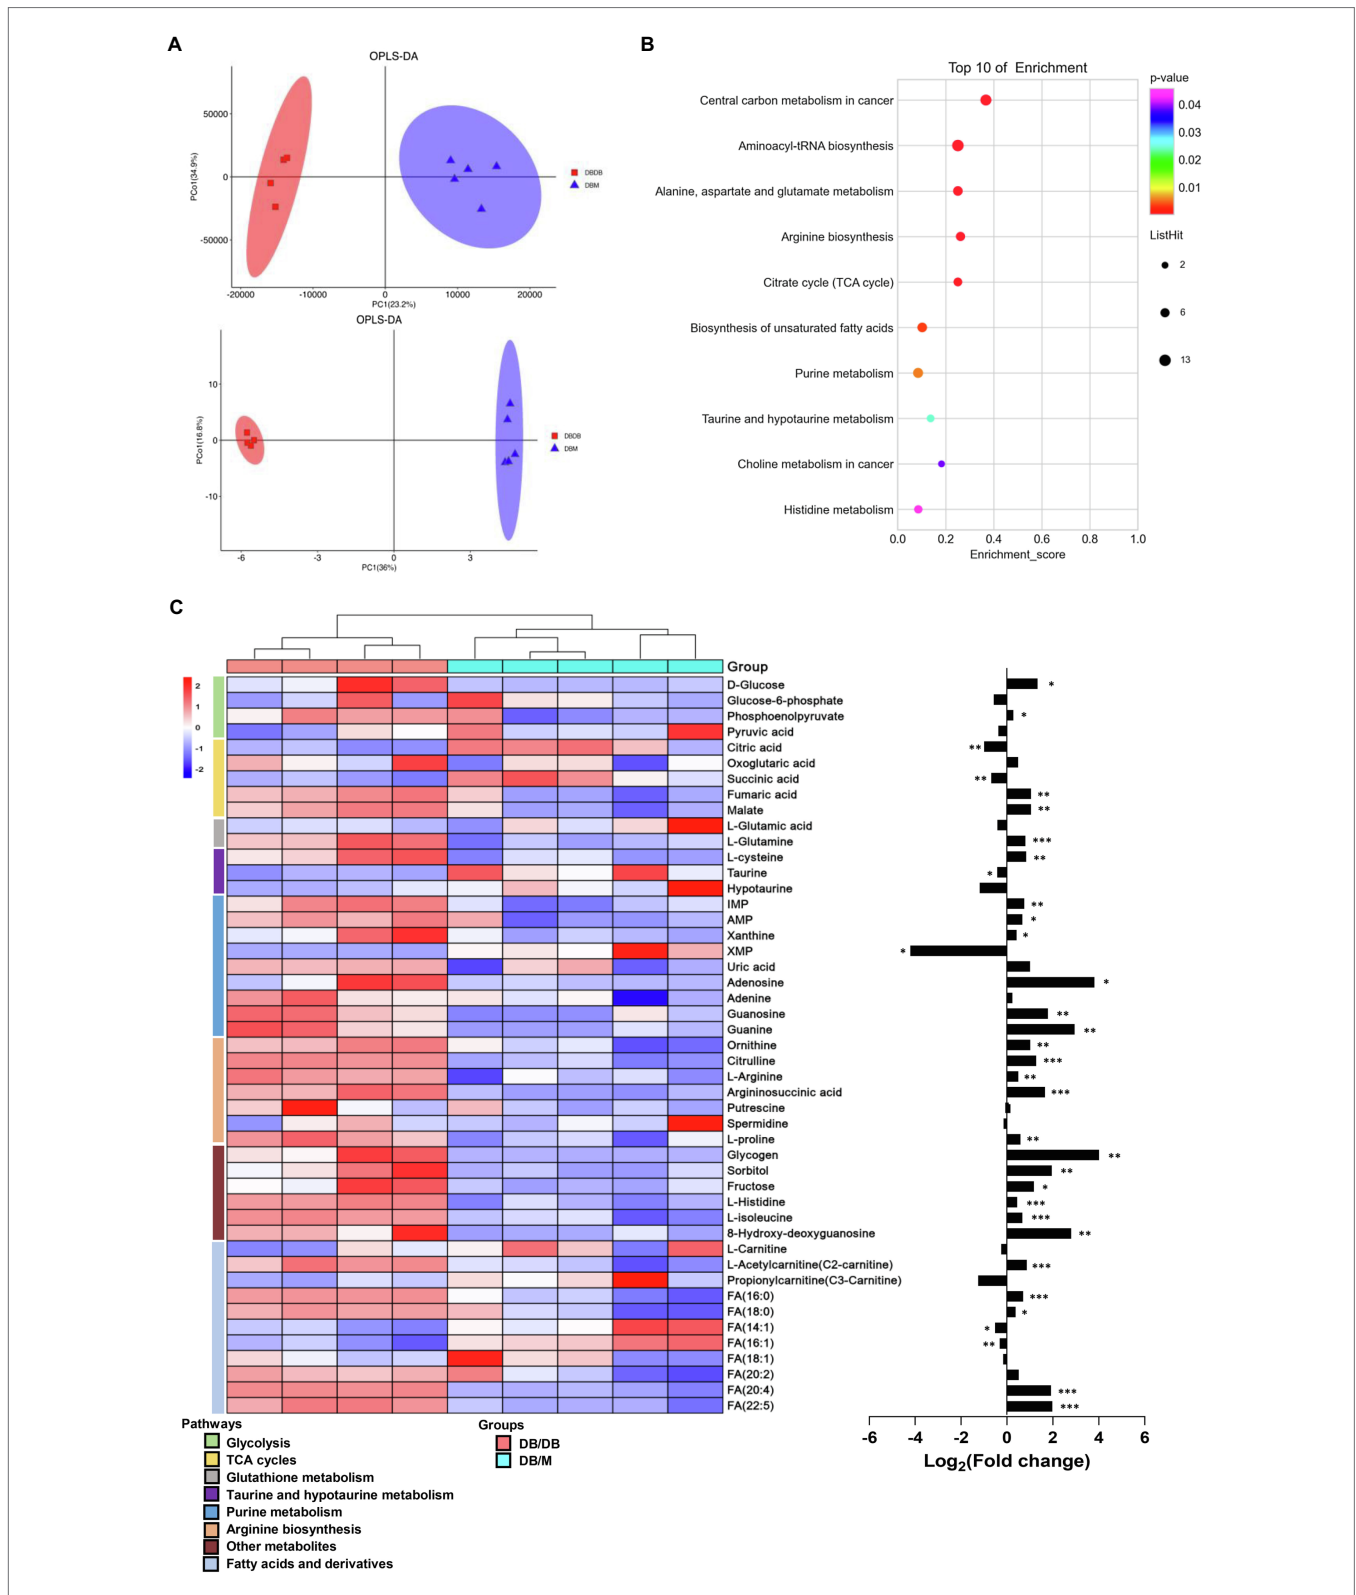 A
OPLS-DA
50000
0
-50000
PCo1(34.9%)
-20000 -10000 0 10000 20000
PC1(23.2%)
DBDB
DBM
OPLS-DA
10
0
-10
PCo1(16.8%)
-6 -3 0 3
PC1(36%)
DBDB
DBM
B
Top 10 of Enrichment
Central carbon metabolism in cancer
Aminoacyl-tRNA biosynthesis
Alanine, aspartate and glutamate metabolism
Arginine biosynthesis
Citrate cycle (TCA cycle)
Biosynthesis of unsaturated fatty acids
Purine metabolism
Taurine and hypotaurine metabolism
Choline metabolism in cancer
Histidine metabolism
0.0 0.2 0.4 0.6 0.8 1.0
Enrichment_score
p-value
0.04
0.03
0.02
0.01
ListHit
2
6
13
C
2
1
0
-1
-2
Group
D-Glucose *
Glucose-6-phosphate
Phosphoenolpyruvate *
Pyruvic acid
Citric acid **
Oxoglutaric acid
Succinic acid **
Fumaric acid **
Malate **
L-Glutamic acid
L-Glutamine ***
L-cysteine **
Taurine *
Hypotaurine
IMP **
AMP *
Xanthine *
XMP *
Uric acid
Adenosine *
Adenine
Guanosine **
Guanine **
Ornithine **
Citrulline ***
L-Arginine **
Argininosuccinic acid ***
Putrescine
Spermidine
L-proline **
Glycogen **
Sorbitol **
Fructose *
L-Histidine ***
L-isoleucine ***
8-Hydroxy-deoxyguanosine **
L-Carnitine
L-Acetylcarnitine(C2-carnitine) ***
Propionylcarnitine(C3-Carnitine)
FA(16:0) ***
FA(18:0) *
FA(14:1) *
FA(16:1) **
FA(18:1)
FA(20:2)
FA(20:4) ***
FA(22:5) ***
-6 -4 -2 0 2 4 6
Log2(Fold change)
Pathways
Glycolysis
TCA cycles
Glutathione metabolism
Taurine and hypotaurine metabolism
Purine metabolism
Arginine biosynthesis
Other metabolites
Fatty acids and derivatives
Groups
DB/DB
DB/M